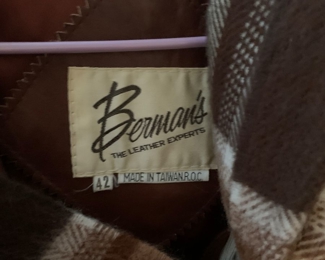 Berman's
THE LEATHER EXPERTS
42 MADE IN TAIWAN R.O.C.